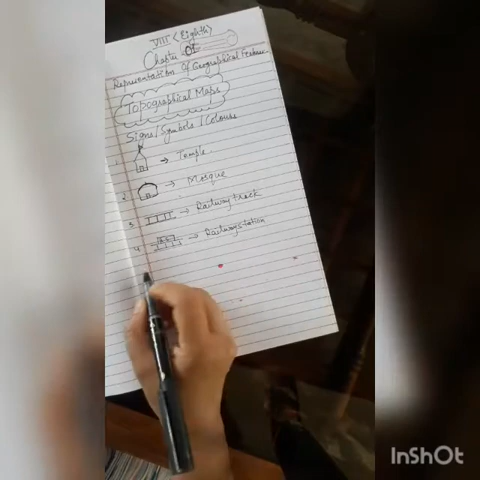 VIII (Eighth)
Chapter 01
Representation Of Geographical Feature.
Topographical Maps
Signs/Symbols/Colours
1. → Temple.
2. → Mosque
3. → Railway track
4. → Railway station
InShOt